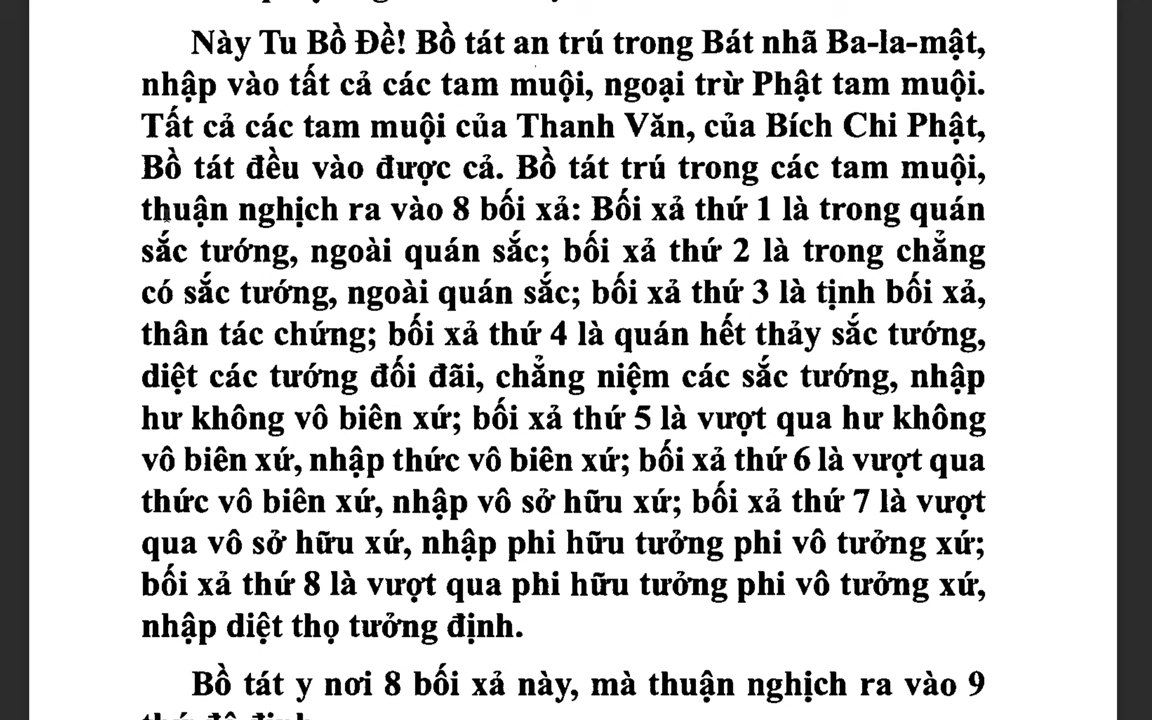 Này Tu Bồ Đề! Bồ tát an trú trong Bát nhã Ba-la-mật,
nhập vào tất cả các tam muội, ngoại trừ Phật tam muội.
Tất cả các tam muội của Thanh Văn, của Bích Chi Phật,
Bồ tát đều vào được cả. Bồ tát trú trong các tam muội,
thuận nghịch ra vào 8 bối xả: Bối xả thứ 1 là trong quán
sắc tướng, ngoài quán sắc; bối xả thứ 2 là trong chẳng
có sắc tướng, ngoài quán sắc; bối xả thứ 3 là tịnh bối xả,
thân tác chứng; bối xả thứ 4 là quán hết thảy sắc tướng,
diệt các tướng đối đãi, chẳng niệm các sắc tướng, nhập
hư không vô biên xứ; bối xả thứ 5 là vượt qua hư không
vô biên xứ, nhập thức vô biên xứ; bối xả thứ 6 là vượt qua
thức vô biên xứ, nhập vô sở hữu xứ; bối xả thứ 7 là vượt
qua vô sở hữu xứ, nhập phi hữu tưởng phi vô tưởng xứ;
bối xả thứ 8 là vượt qua phi hữu tưởng phi vô tưởng xứ,
nhập diệt thọ tưởng định.
Bồ tát y nơi 8 bối xả này, mà thuận nghịch ra vào 9